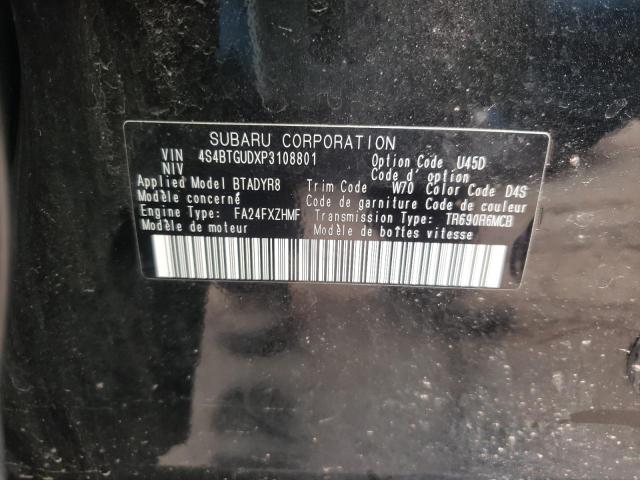 SUBARU CORPORATION
VIN 4S4BTGUDXP3108801 Option Code U45D
NIV Code d' option
Applied Model BTADYR8 Trim Code W70 Color Code D4S
Modèle concerné Code de garniture Code de couleur
Engine Type: FA24FXZHMF Transmission Type: TR690R6MCB
Modèle de moteur Modèle de boîtes vitesse